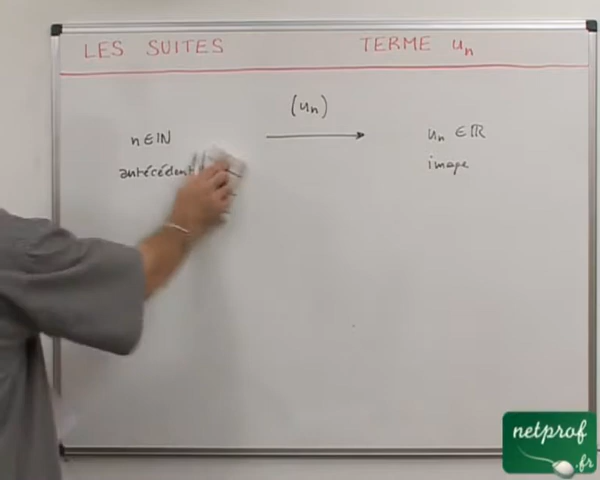 LES SUITES TERME un
(un)
n∈ℕ un ∈ℝ
antécédent image
netprof
.fr